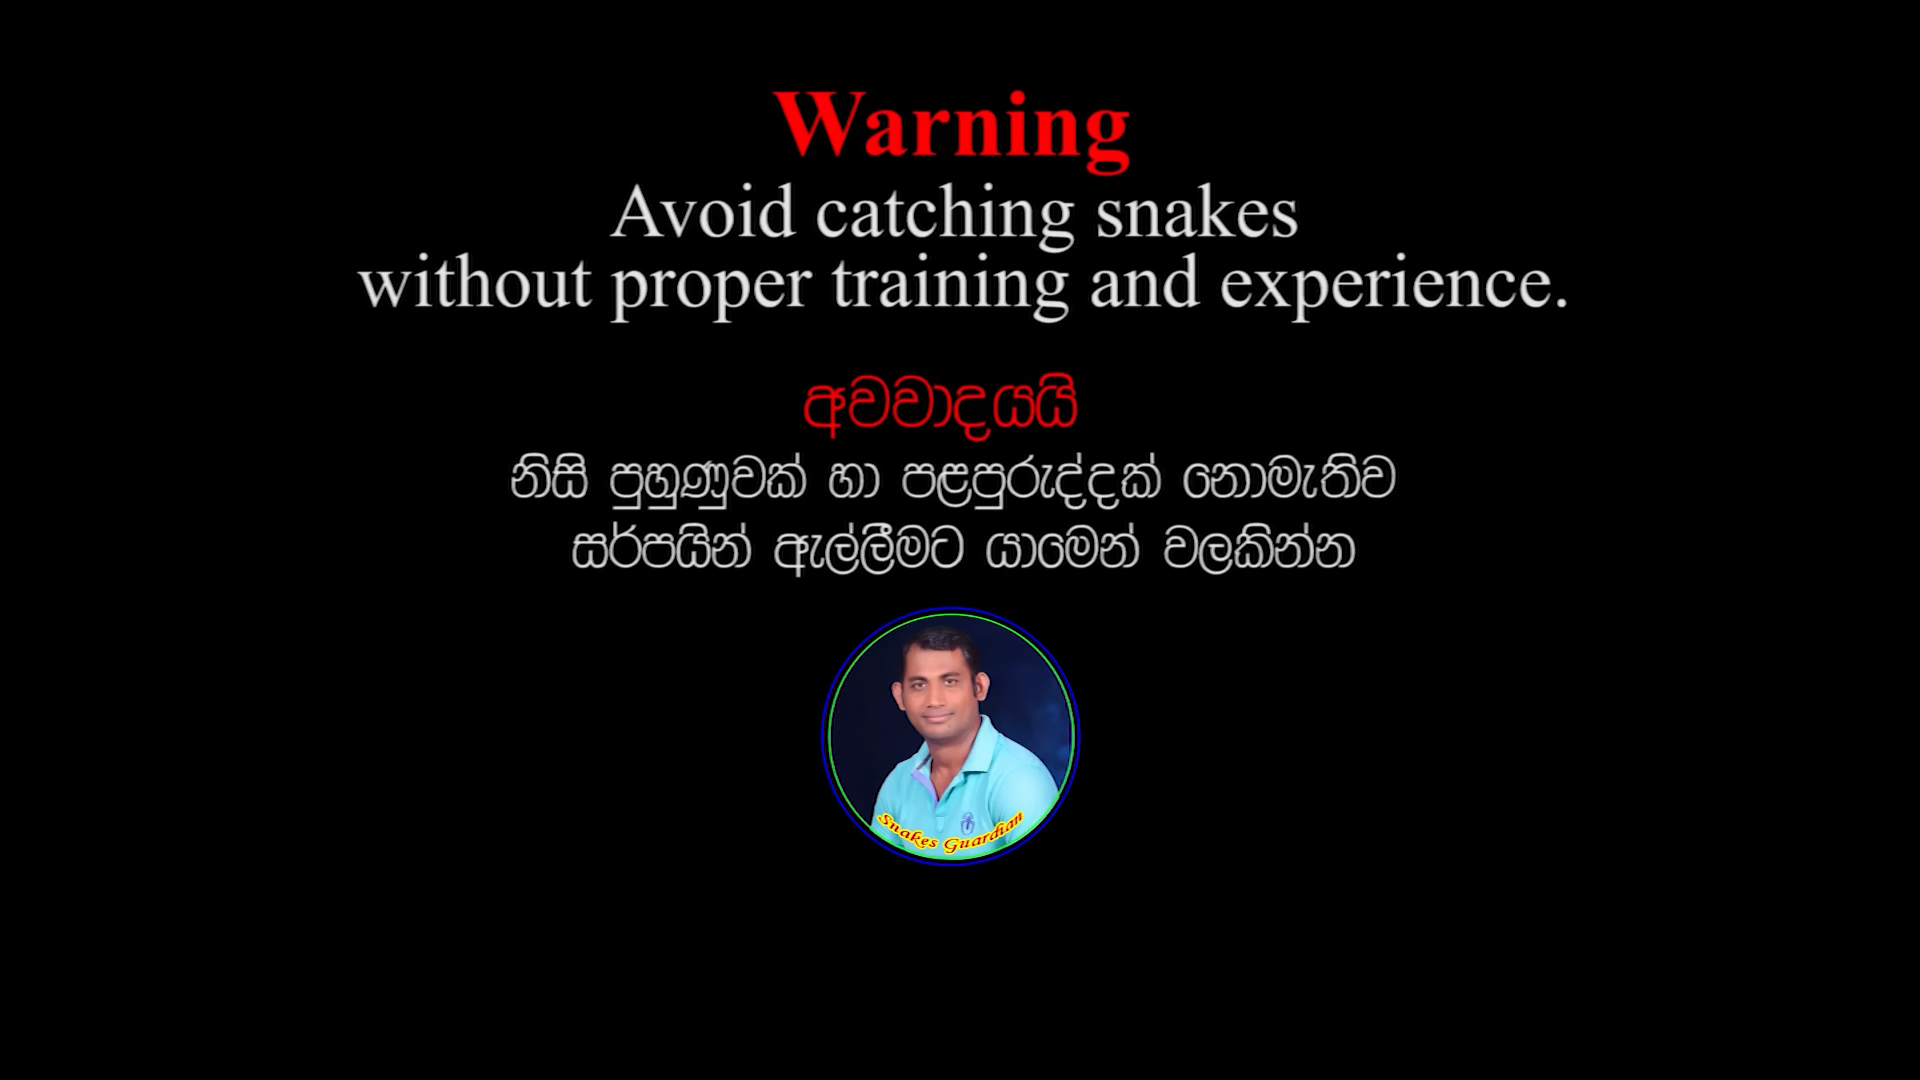 Warning
Avoid catching snakes
without proper training and experience.
අවවාදයයි
නිසි පුහුණුවක් හා පළපුරුද්දක් නොමැතිව
සර්පයින් ඇල්ලීමට යාමෙන් වලකින්න
Snakes Guardian